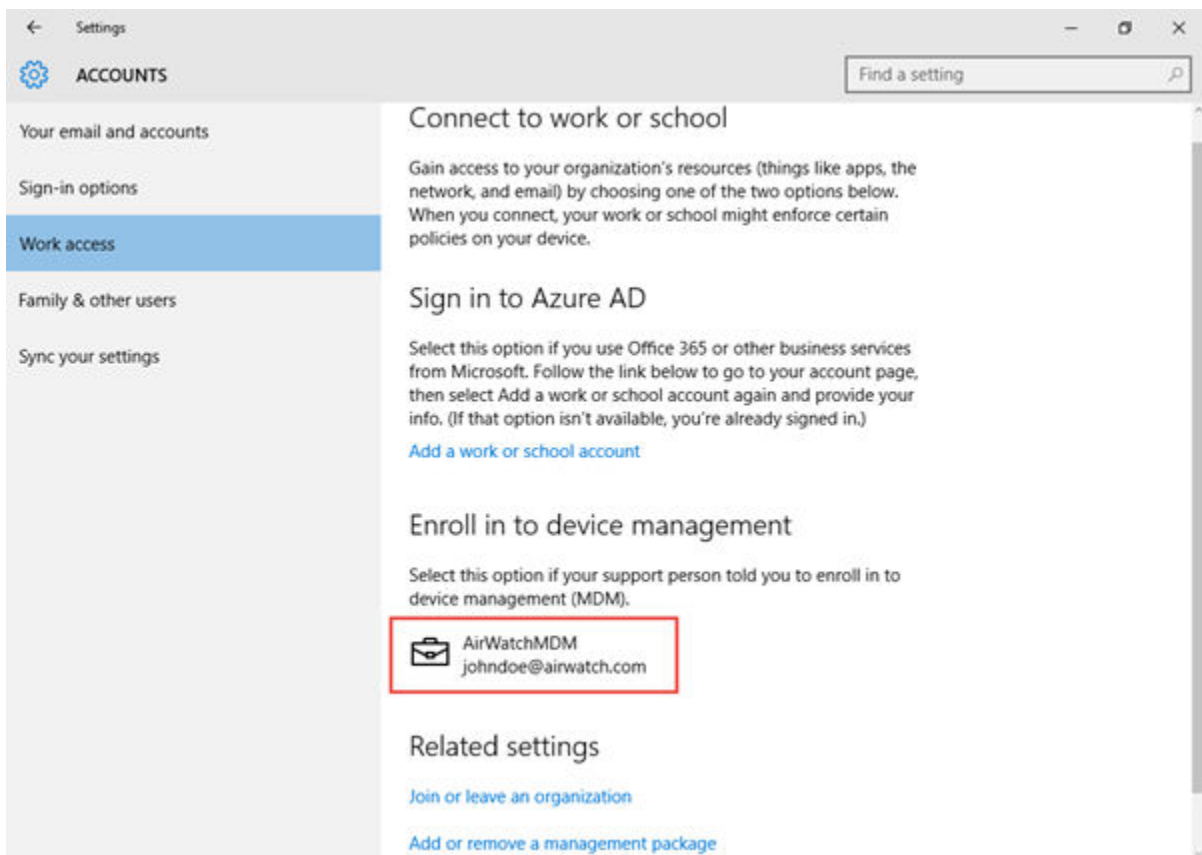 Settings
ACCOUNTS
Find a setting
Your email and accounts
Sign-in options
Work access
Family & other users
Sync your settings
Connect to work or school
Gain access to your organization's resources (things like apps, the
network, and email) by choosing one of the two options below.
When you connect, your work or school might enforce certain
policies on your device.
Sign in to Azure AD
Select this option if you use Office 365 or other business services
from Microsoft. Follow the link below to go to your account page,
then select Add a work or school account again and provide your
info. (If that option isn't available, you're already signed in.)
Add a work or school account
Enroll in to device management
Select this option if your support person told you to enroll in to
device management (MDM).
AirWatchMDM
johndoe@airwatch.com
Related settings
Join or leave an organization
Add or remove a management package